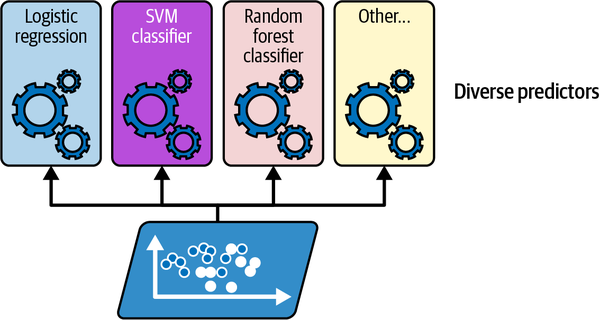 Logistic
regression
SVM
classifier
Random
forest
classifier
Other...
Diverse predictors